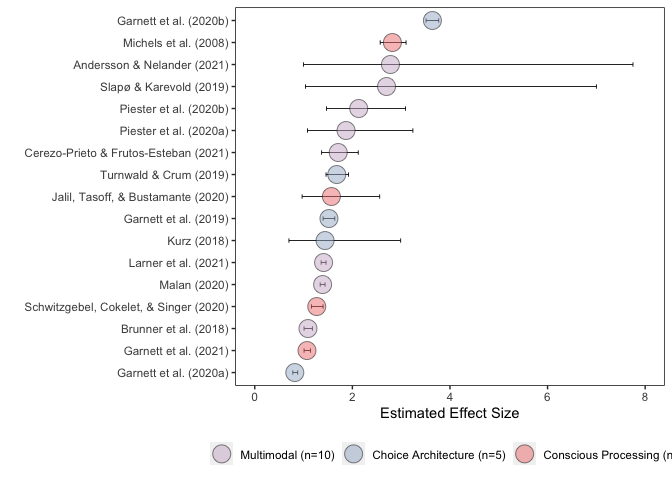 Garnett et al. (2020b)
Michels et al. (2008)
Andersson & Nelander (2021)
Slapø & Karevold (2019)
Piester et al. (2020b)
Piester et al. (2020a)
Cerezo-Prieto & Frutos-Esteban (2021)
Turnwald & Crum (2019)
Jalil, Tasoff, & Bustamante (2020)
Garnett et al. (2019)
Kurz (2018)
Larner et al. (2021)
Malan (2020)
Schwitzgebel, Cokelet, & Singer (2020)
Brunner et al. (2018)
Garnett et al. (2021)
Garnett et al. (2020a)
0 2 4 6 8
Estimated Effect Size
Multimodal (n=10) Choice Architecture (n=5) Conscious Processing (n